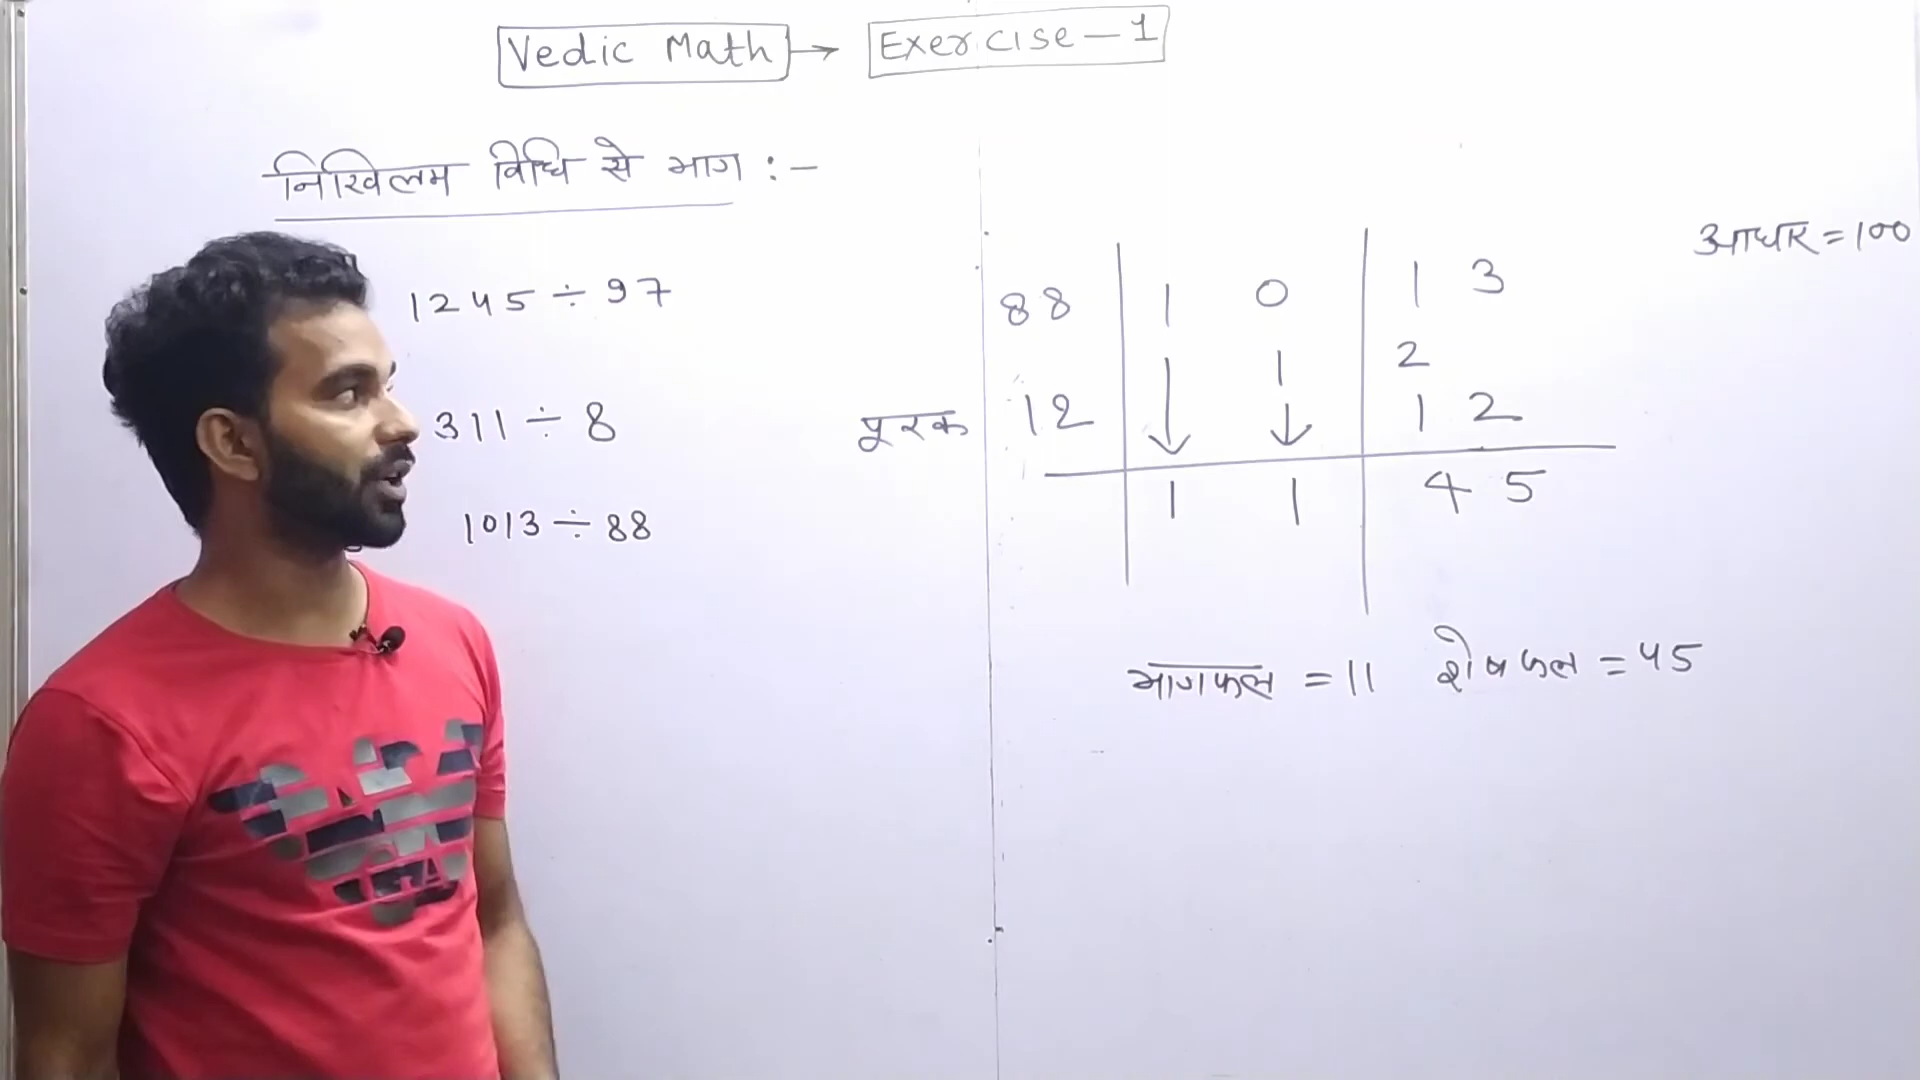 Vedic Math → Exercise - 1
निखिलम विधि से भाग :-
1245 ÷ 97
311 ÷ 8
1013 ÷ 88
आधार = 100
88 1 0 1 3
1 2
पूरक 12 ↓ ↓ 1 2
1 1 4 5
भागफल = 11 शेषफल = 45
GA